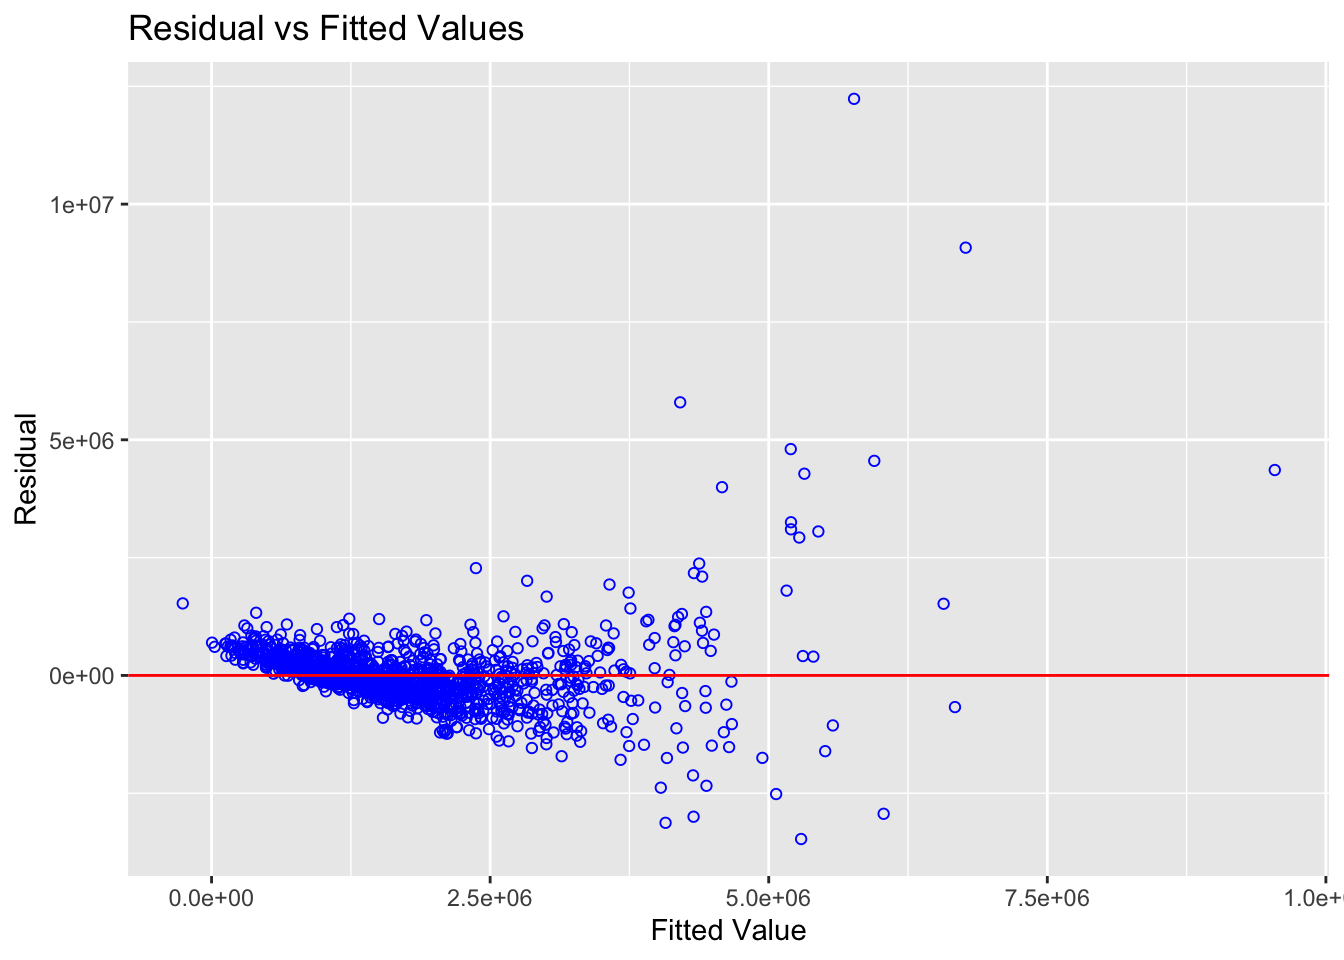 Residual vs Fitted Values
1e+07
5e+06
0e+00
Residual
0.0e+00 2.5e+06 5.0e+06 7.5e+06 1.0e+
Fitted Value